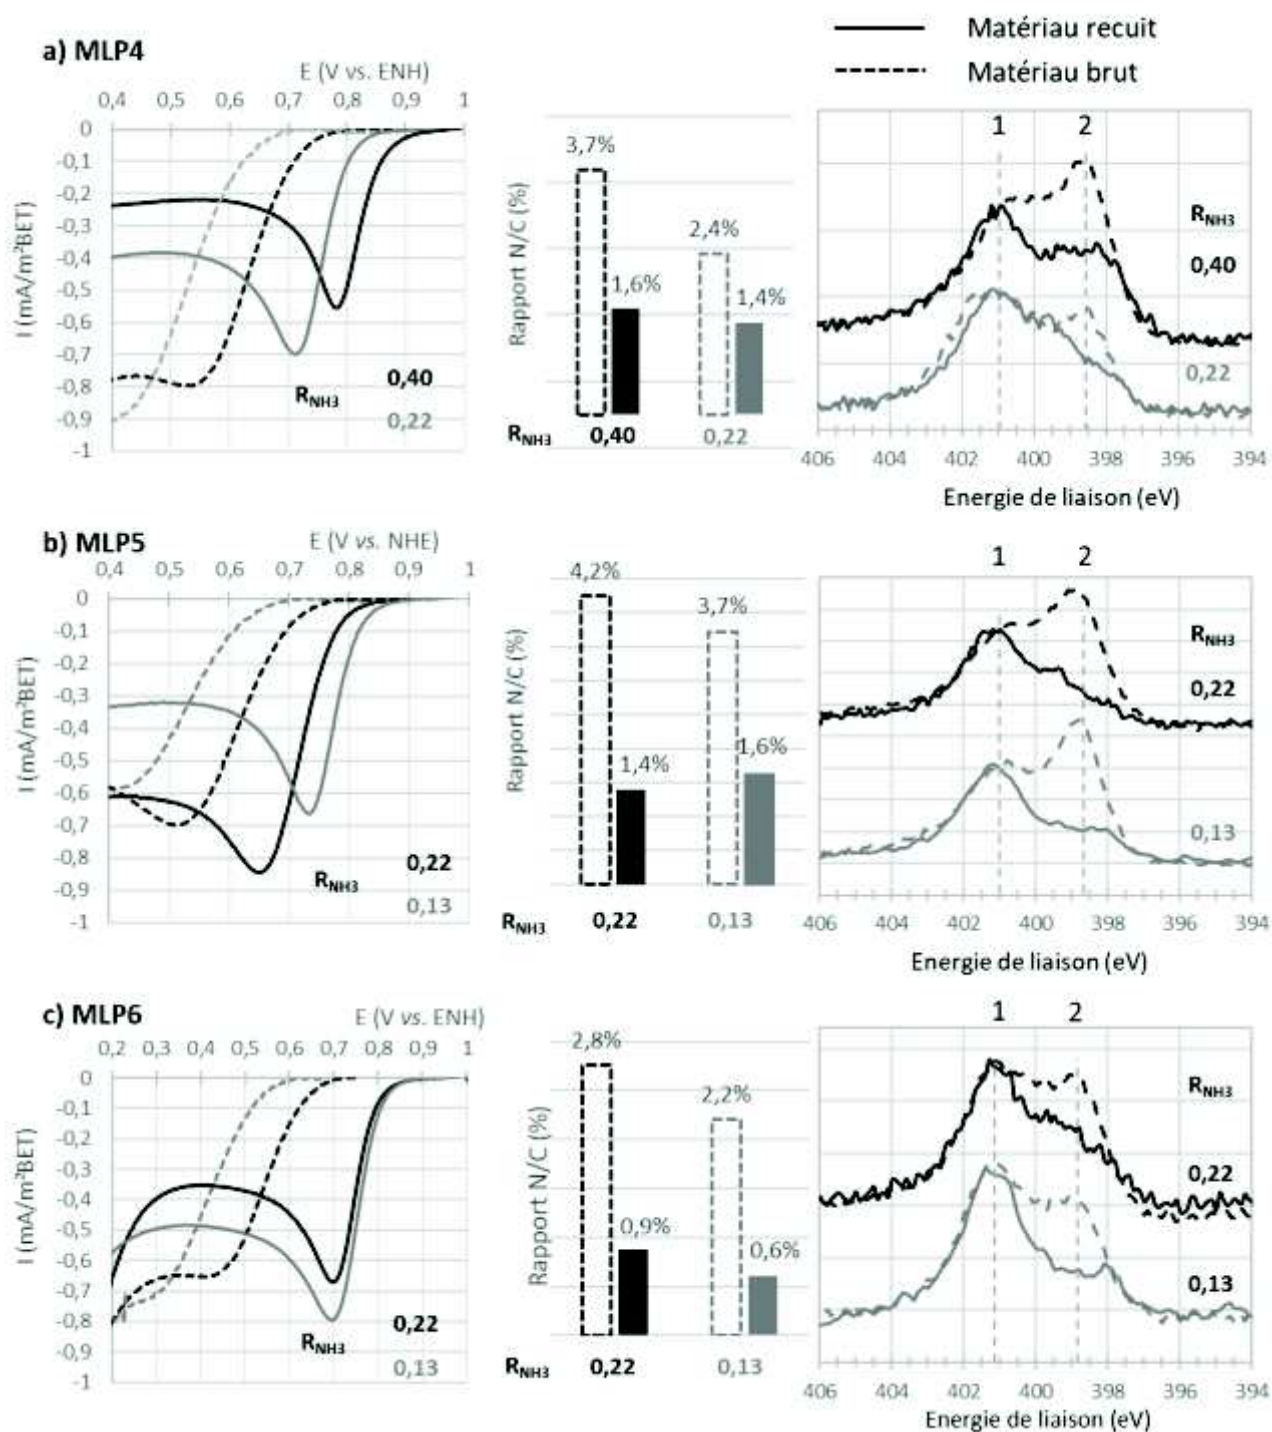 Matériau recuit
Matériau brut
a) MLP4
E (V vs. ENH)
0,4 0,5 0,6 0,7 0,8 0,9 1
0
-0,1
-0,2
-0,3
-0,4
-0,5
-0,6
-0,7
-0,8
-0,9
-1
I (mA/m²BET)
RNH3
0,40
0,22
Rapport N/C (%)
3,7%
1,6%
2,4%
1,4%
RNH3 0,40 0,22
1 2
RNH3
0,40
0,22
406 404 402 400 398 396 394
Energie de liaison (eV)
b) MLP5
E (V vs. NHE)
0,4 0,5 0,6 0,7 0,8 0,9 1
0
-0,1
-0,2
-0,3
-0,4
-0,5
-0,6
-0,7
-0,8
-0,9
-1
I (mA/m²BET)
RNH3
0,22
0,13
Rapport N/C (%)
4,2%
1,4%
3,7%
1,6%
RNH3 0,22 0,13
1 2
RNH3
0,22
0,13
406 404 402 400 398 396 394
Energie de liaison (eV)
c) MLP6
E (V vs. ENH)
0,2 0,3 0,4 0,5 0,6 0,7 0,8 0,9 1
0
-0,1
-0,2
-0,3
-0,4
-0,5
-0,6
-0,7
-0,8
-0,9
-1
I (mA/m²BET)
RNH3
0,22
0,13
Rapport N/C (%)
2,8%
0,9%
2,2%
0,6%
RNH3 0,22 0,13
1 2
RNH3
0,22
0,13
406 404 402 400 398 396 394
Energie de liaison (eV)